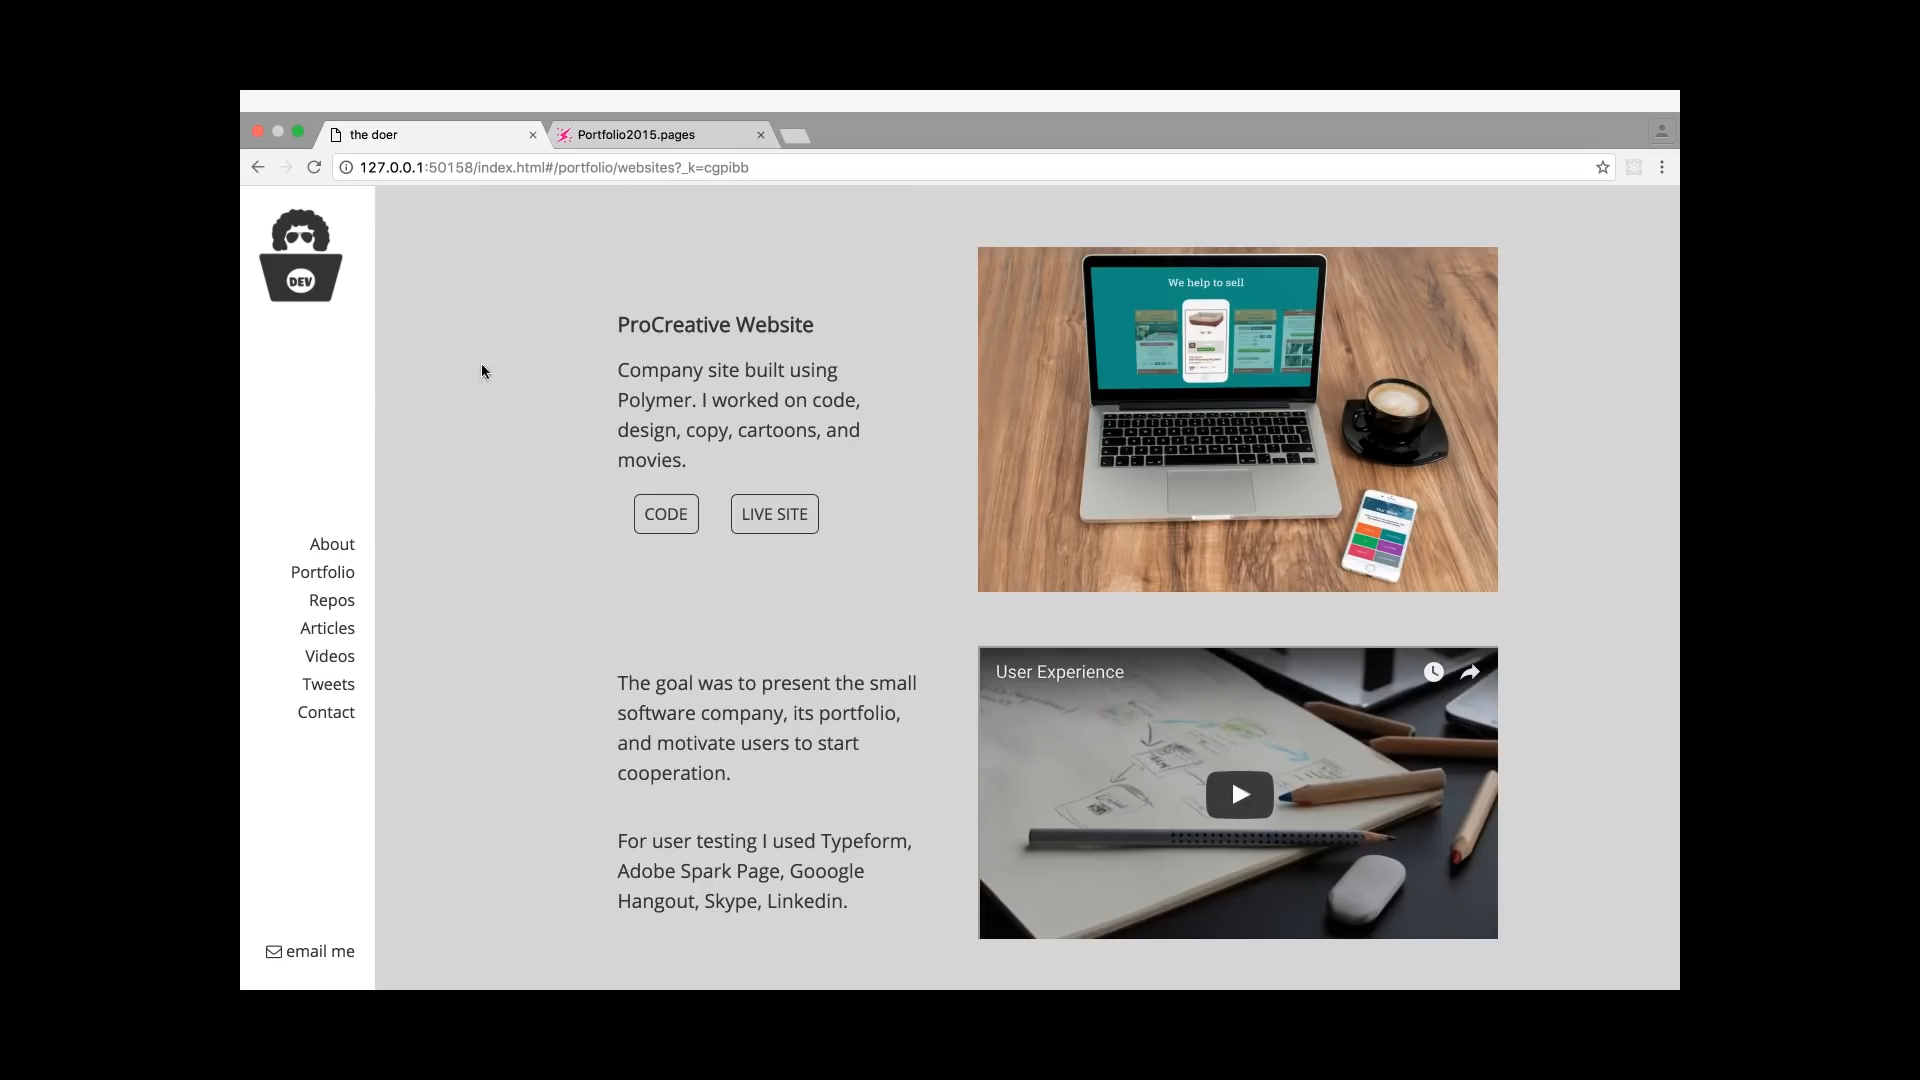 the doer
Portfolio2015.pages
127.0.0.1:50158/index.html#/portfolio/websites?_k=cgpibb
DEV
About
Portfolio
Repos
Articles
Videos
Tweets
Contact
email me
ProCreative Website
Company site built using
Polymer. I worked on code,
design, copy, cartoons, and
movies.
CODE
LIVE SITE
We help to sell
The goal was to present the small
software company, its portfolio,
and motivate users to start
cooperation.
For user testing I used Typeform,
Adobe Spark Page, Gooogle
Hangout, Skype, Linkedin.
User Experience